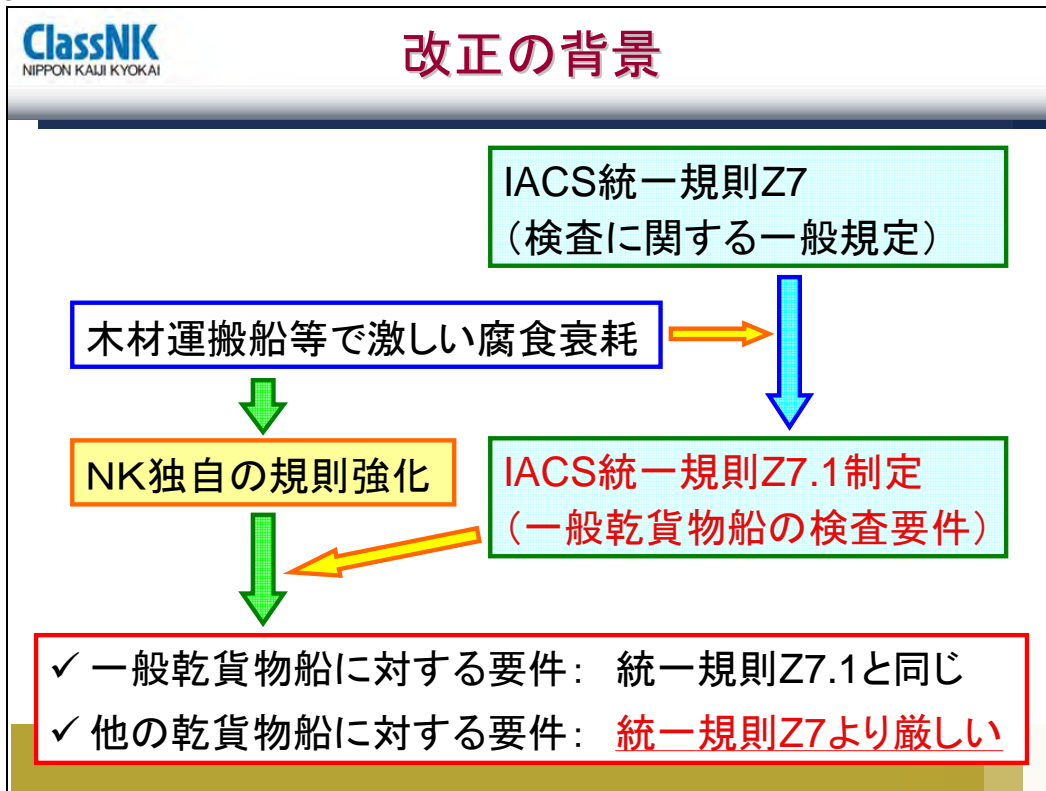 ClassNK
NIPPON KAIJI KYOKAI
改正の背景
IACS統一規則Z7
（検査に関する一般規定）
木材運搬船等で激しい腐食衰耗
NK独自の規則強化
IACS統一規則Z7.1制定
（一般乾貨物船の検査要件）
✓ 一般乾貨物船に対する要件： 統一規則Z7.1と同じ
✓ 他の乾貨物船に対する要件： 統一規則Z7より厳しい